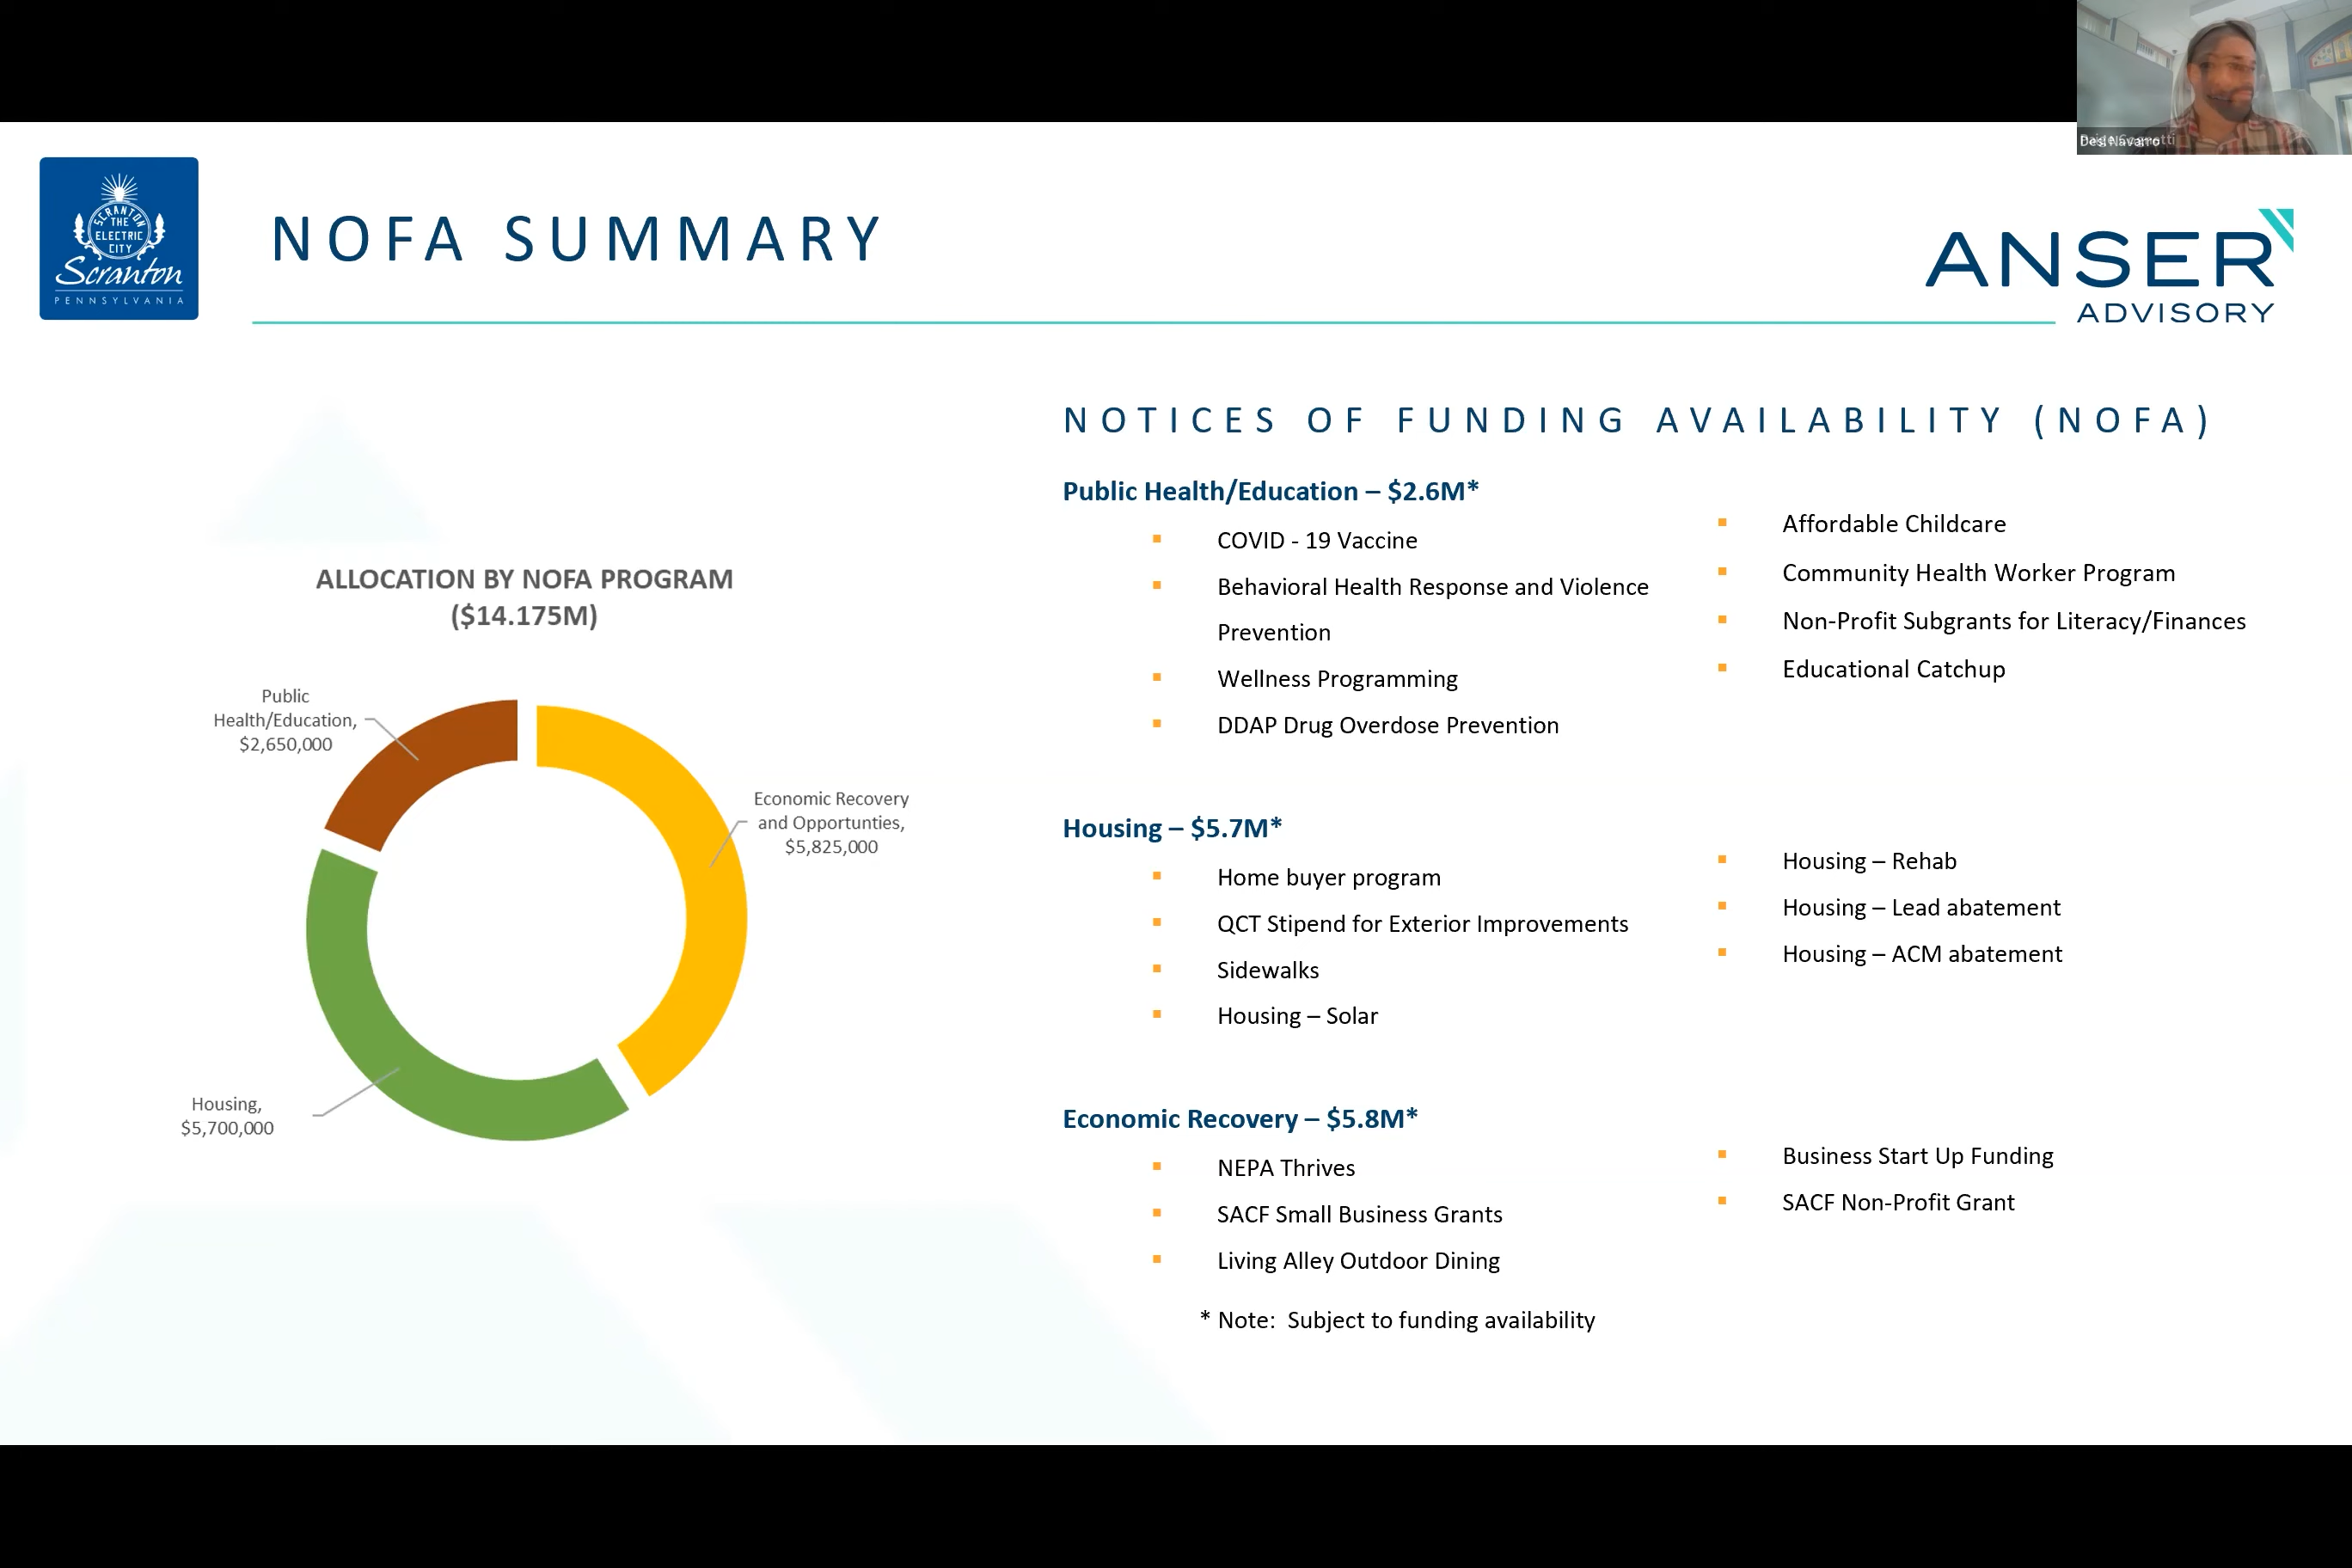 SCRANTON
THE
ELECTRIC
CITY
Scranton
PENNSYLVANIA
NOFA SUMMARY
ANSER
ADVISORY
ALLOCATION BY NOFA PROGRAM
($14.175M)
Public
Health/Education,
$2,650,000
Economic Recovery
and Opportunties,
$5,825,000
Housing,
$5,700,000
NOTICES OF FUNDING AVAILABILITY (NOFA)
Public Health/Education – $2.6M*
COVID - 19 Vaccine
Behavioral Health Response and Violence
Prevention
Wellness Programming
DDAP Drug Overdose Prevention
Affordable Childcare
Community Health Worker Program
Non-Profit Subgrants for Literacy/Finances
Educational Catchup
Housing – $5.7M*
Home buyer program
QCT Stipend for Exterior Improvements
Sidewalks
Housing – Solar
Housing – Rehab
Housing – Lead abatement
Housing – ACM abatement
Economic Recovery – $5.8M*
NEPA Thrives
SACF Small Business Grants
Living Alley Outdoor Dining
Business Start Up Funding
SACF Non-Profit Grant
* Note: Subject to funding availability